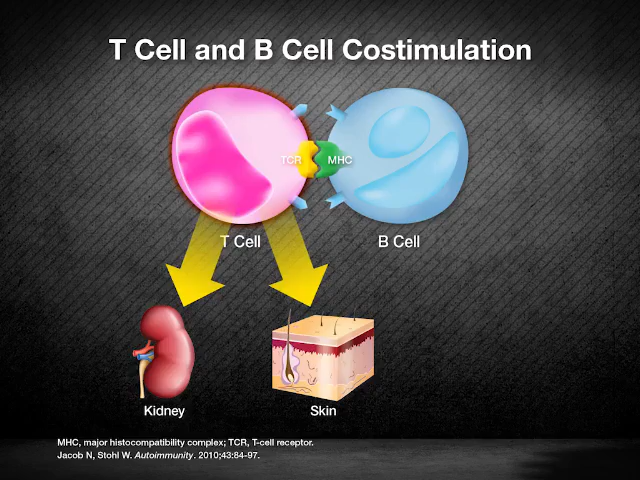 T Cell and B Cell Costimulation
TCR
MHC
T Cell
B Cell
Kidney
Skin
MHC, major histocompatibility complex; TCR, T-cell receptor.
Jacob N, Stohl W. Autoimmunity. 2010;43:84-97.